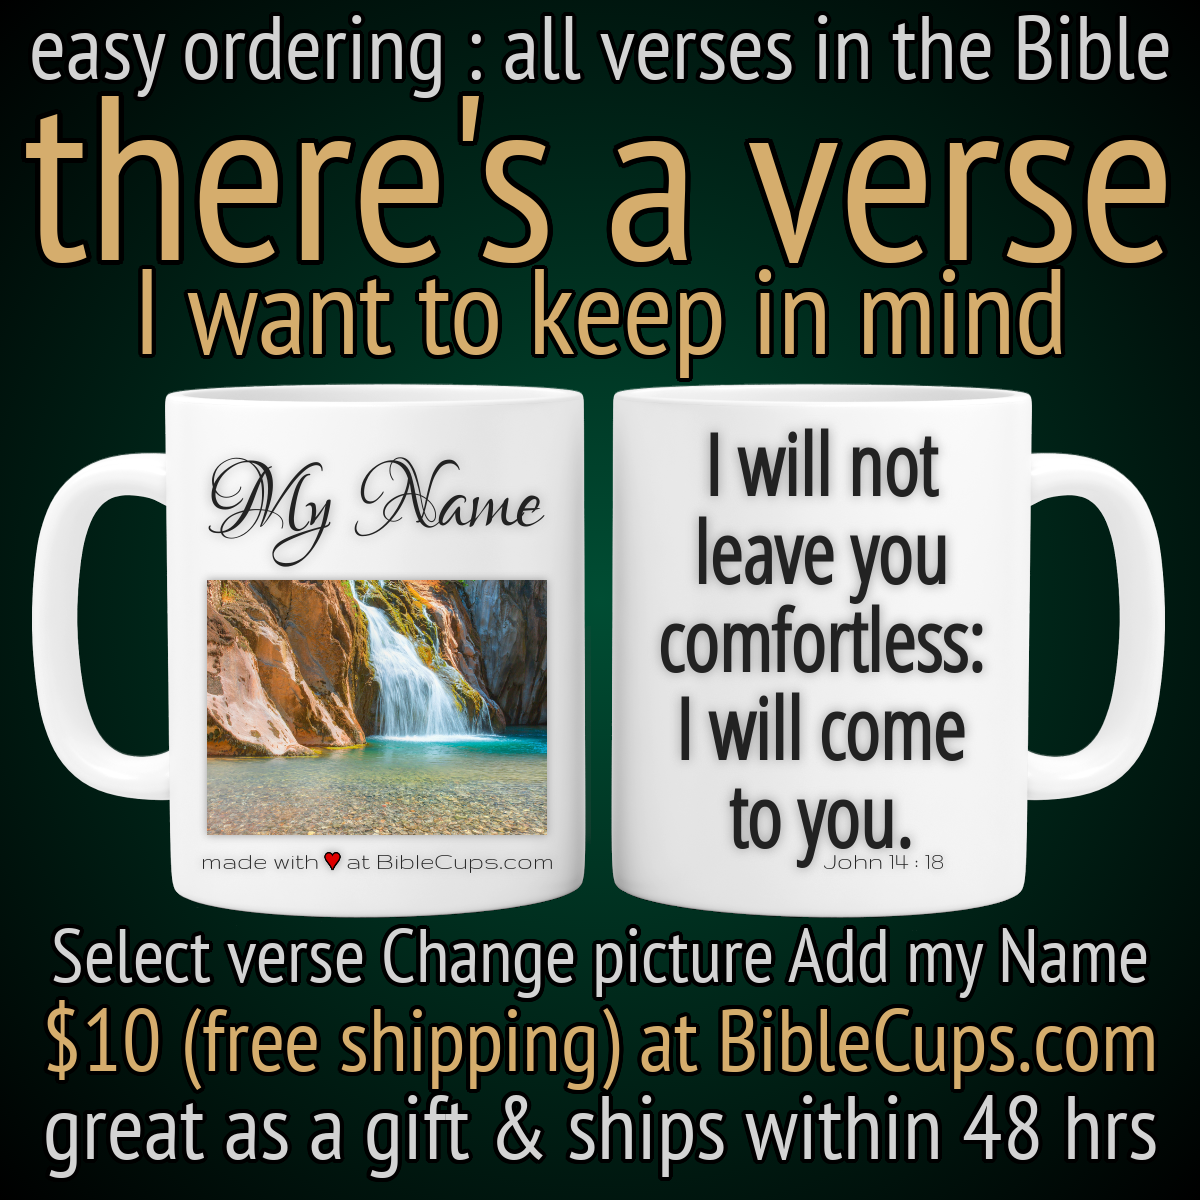 easy ordering : all verses in the Bible
there's a verse
I want to keep in mind
My Name
made with at BibleCups.com
I will not
leave you
comfortless:
I will come
to you.
John 14 : 18
Select verse Change picture Add my Name
$10 (free shipping) at BibleCups.com
great as a gift & ships within 48 hrs